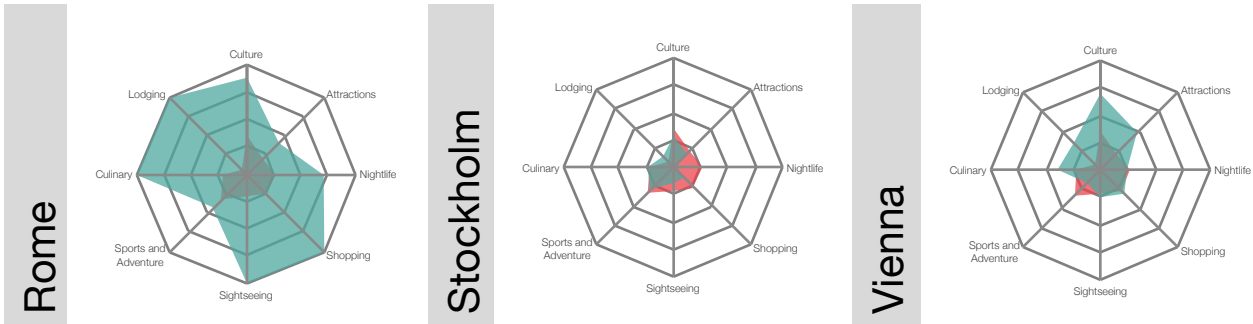 Rome
Culture
Lodging
Attractions
Culinary
Nightlife
Sports and
Adventure
Shopping
Sightseeing
Stockholm
Culture
Lodging
Attractions
Culinary
Nightlife
Sports and
Adventure
Shopping
Sightseeing
Vienna
Culture
Lodging
Attractions
Culinary
Nightlife
Sports and
Adventure
Shopping
Sightseeing